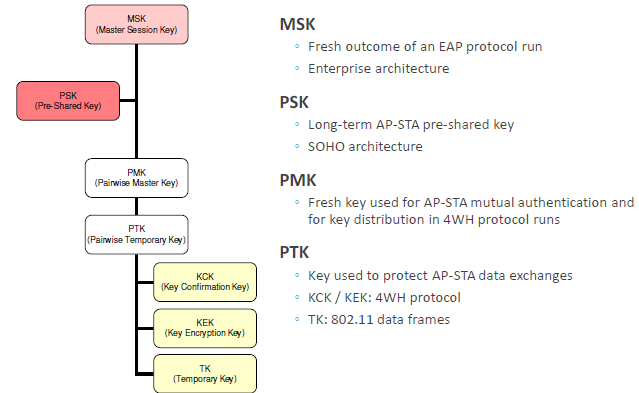 MSK
(Master Session Key)
PSK
(Pre-Shared Key)
PMK
(Pairwise Master Key)
PTK
(Pairwise Temporary Key)
KCK
(Key Confirmation Key)
KEK
(Key Encryption Key)
TK
(Temporary Key)
MSK
◦ Fresh outcome of an EAP protocol run
◦ Enterprise architecture
PSK
◦ Long-term AP-STA pre-shared key
◦ SOHO architecture
PMK
◦ Fresh key used for AP-STA mutual authentication and
for key distribution in 4WH protocol runs
PTK
◦ Key used to protect AP-STA data exchanges
◦ KCK / KEK: 4WH protocol
◦ TK: 802.11 data frames